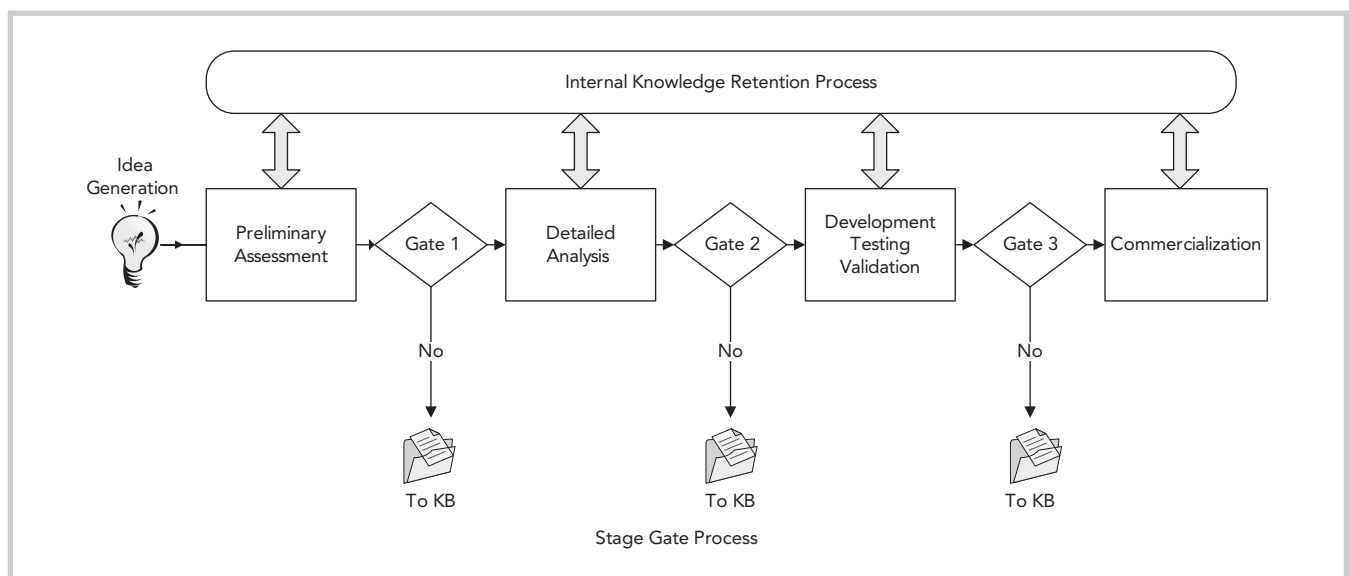 Internal Knowledge Retention Process
Idea
Generation
Preliminary
Assessment
Gate 1
Detailed
Analysis
Gate 2
Development
Testing
Validation
Gate 3
Commercialization
No
No
No
To KB
To KB
To KB
Stage Gate Process